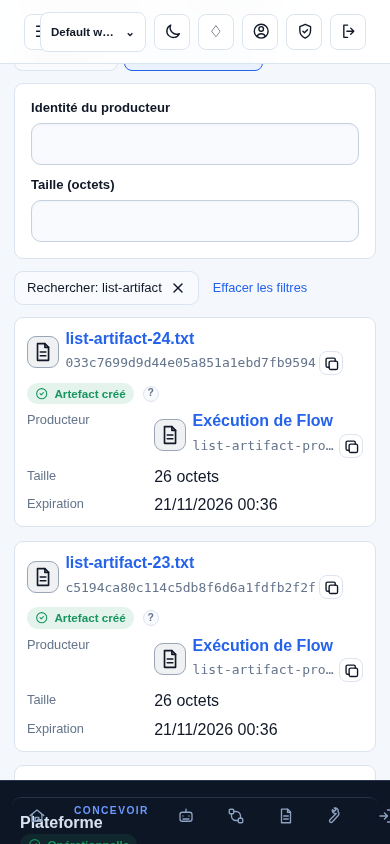 Default w...
Identité du producteur
Taille (octets)
Rechercher: list-artifact
Effacer les filtres
list-artifact-24.txt
033c7699d9d44e05a851a1ebd7fb9594
Artefact créé ?
Producteur
Exécution de Flow
list-artifact-pro...
Taille
26 octets
Expiration
21/11/2026 00:36
list-artifact-23.txt
c5194ca80c114c5db8f6d6a1fdfb2f2f
Artefact créé ?
Producteur
Exécution de Flow
list-artifact-pro...
Taille
26 octets
Expiration
21/11/2026 00:36
CONCEVOIR
Plateforme
Opérationnelle